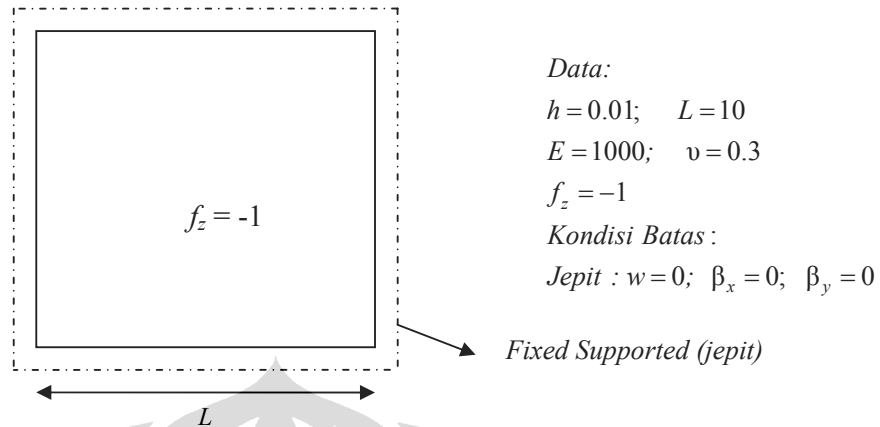 f_z = -1
L
Data:
h = 0.01; L = 10
E = 1000; υ = 0.3
f_z = −1
Kondisi Batas :
Jepit : w = 0; β_x = 0; β_y = 0
Fixed Supported (jepit)